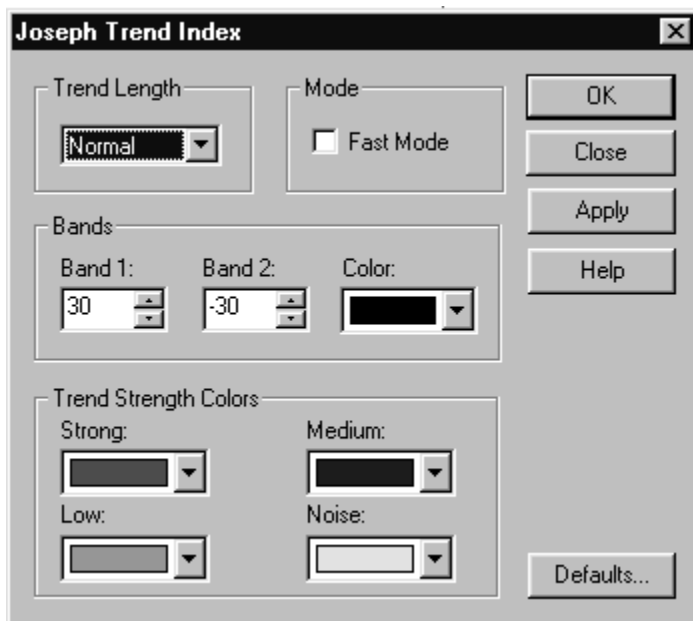 Joseph Trend Index
Trend Length
Normal
Mode
Fast Mode
OK
Close
Apply
Help
Bands
Band 1:
Band 2:
Color:
30
-30
Trend Strength Colors
Strong:
Medium:
Low:
Noise:
Defaults...